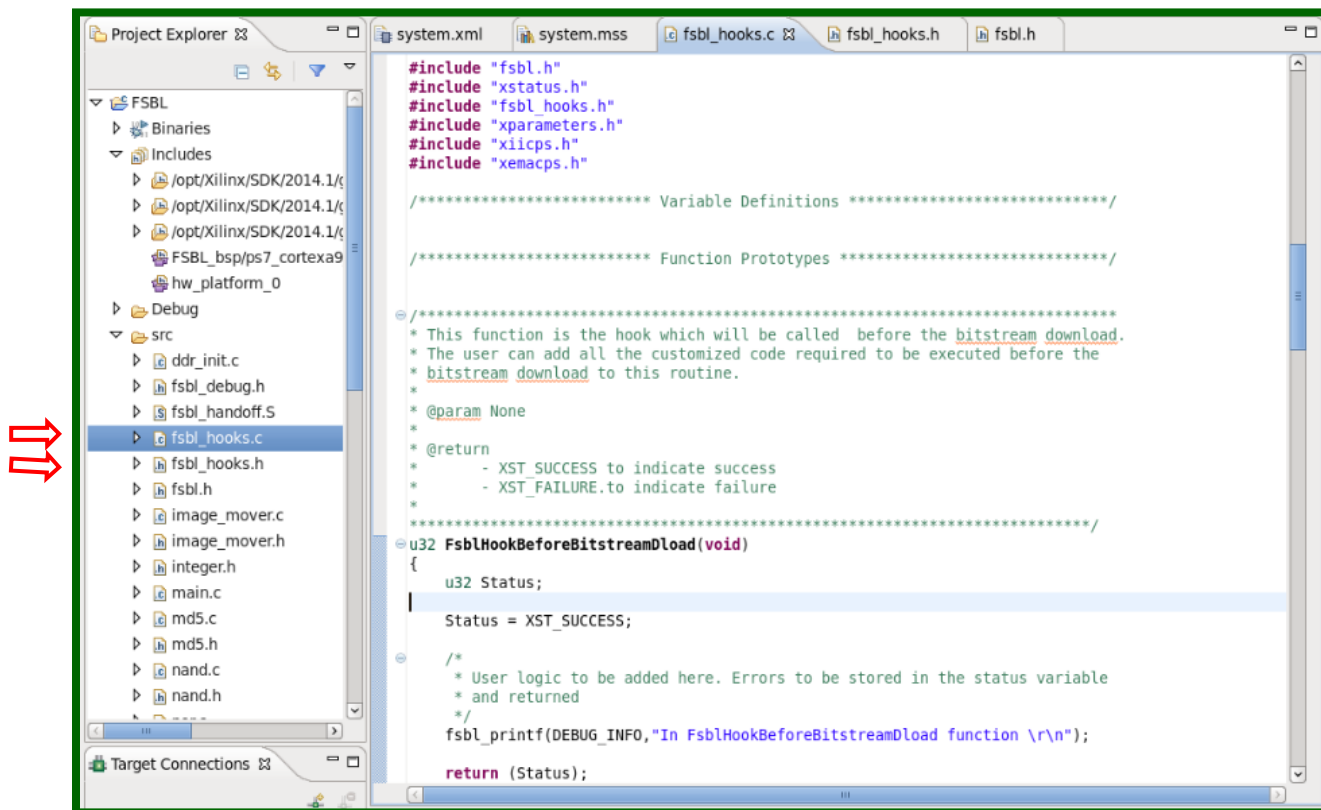 Project Explorer
FSBL
Binaries
Includes
/opt/Xilinx/SDK/2014.1/
/opt/Xilinx/SDK/2014.1/
/opt/Xilinx/SDK/2014.1/
FSBL_bsp/ps7_cortexa9
hw_platform_0
Debug
src
ddr_init.c
fsbl_debug.h
fsbl_handoff.S
fsbl_hooks.c
fsbl_hooks.h
fsbl.h
image_mover.c
image_mover.h
integer.h
main.c
md5.c
md5.h
nand.c
nand.h
Target Connections
system.xml system.mss fsbl_hooks.c fsbl_hooks.h fsbl.h
#include "fsbl.h"
#include "xstatus.h"
#include "fsbl_hooks.h"
#include "xparameters.h"
#include "xiicps.h"
#include "xemacps.h"
/************************** Variable Definitions *****************************/
/************************** Function Prototypes ******************************/
/******************************************************************************
* This function is the hook which will be called  before the bitstream download.
* The user can add all the customized code required to be executed before the
* bitstream download to this routine.
*
* @param None
*
* @return
*       - XST_SUCCESS to indicate success
*       - XST_FAILURE.to indicate failure
*
****************************************************************************/
u32 FsblHookBeforeBitstreamDload(void)
{
    u32 Status;
    Status = XST_SUCCESS;
    /*
     * User logic to be added here. Errors to be stored in the status variable
     * and returned
     */
    fsbl_printf(DEBUG_INFO,"In FsblHookBeforeBitstreamDload function \r\n");
    return (Status);